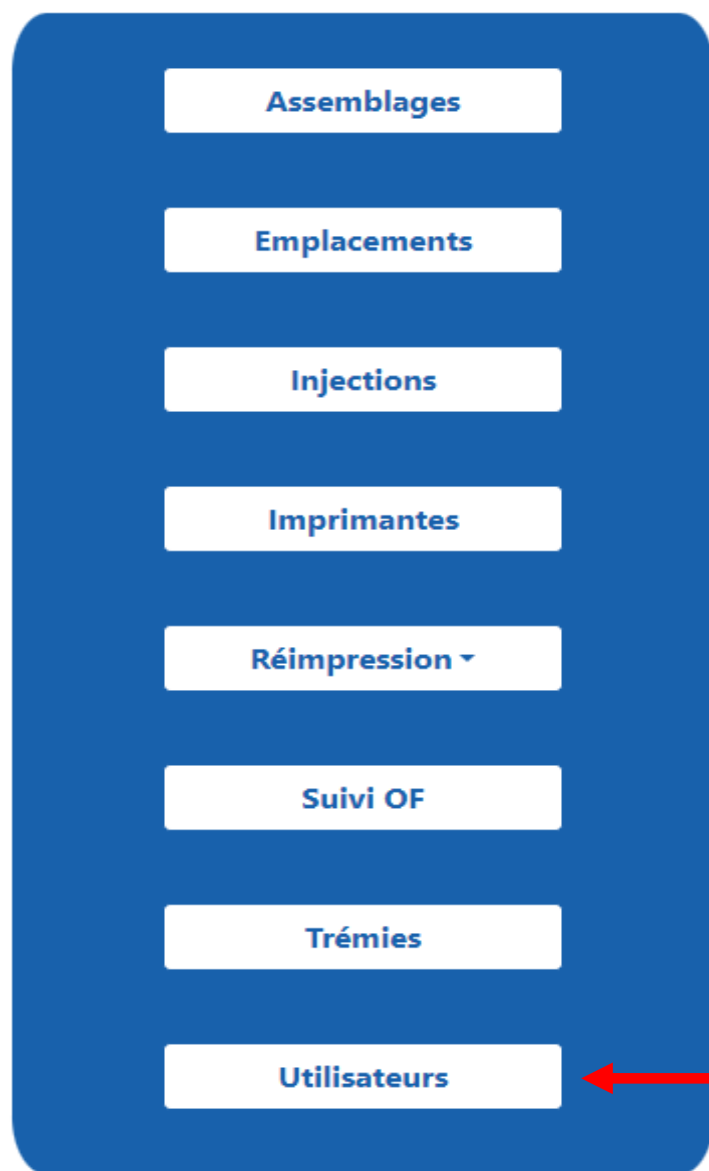 Assemblages
Emplacements
Injections
Imprimantes
Réimpression
Suivi OF
Trémies
Utilisateurs